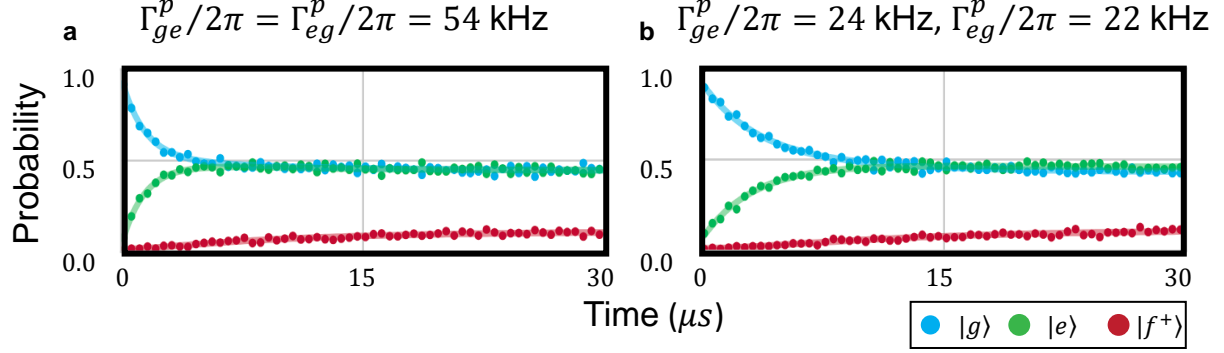 a Γ^p_ge/2π = Γ^p_eg/2π = 54 kHz
b Γ^p_ge/2π = 24 kHz, Γ^p_eg/2π = 22 kHz
Probability
1.0
0.5
0.0
0 15 30
1.0
0.5
0.0
0 15 30
Time (μs)
|g⟩ |e⟩ |f⁺⟩